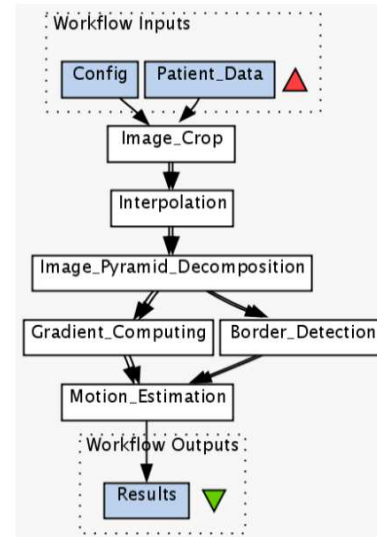 Workflow Inputs
Config Patient_Data
Image_Crop
Interpolation
Image_Pyramid_Decomposition
Gradient_Computing Border_Detection
Motion_Estimation
Workflow Outputs
Results